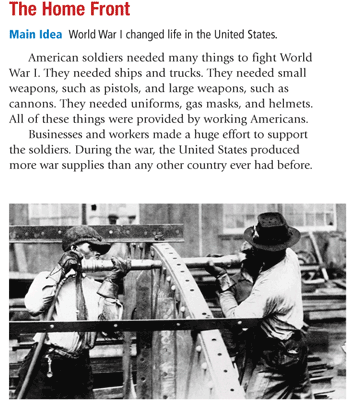 The Home Front
Main Idea World War I changed life in the United States.
American soldiers needed many things to fight World
War I. They needed ships and trucks. They needed small
weapons, such as pistols, and large weapons, such as
cannons. They needed uniforms, gas masks, and helmets.
All of these things were provided by working Americans.
Businesses and workers made a huge effort to support
the soldiers. During the war, the United States produced
more war supplies than any other country ever had before.